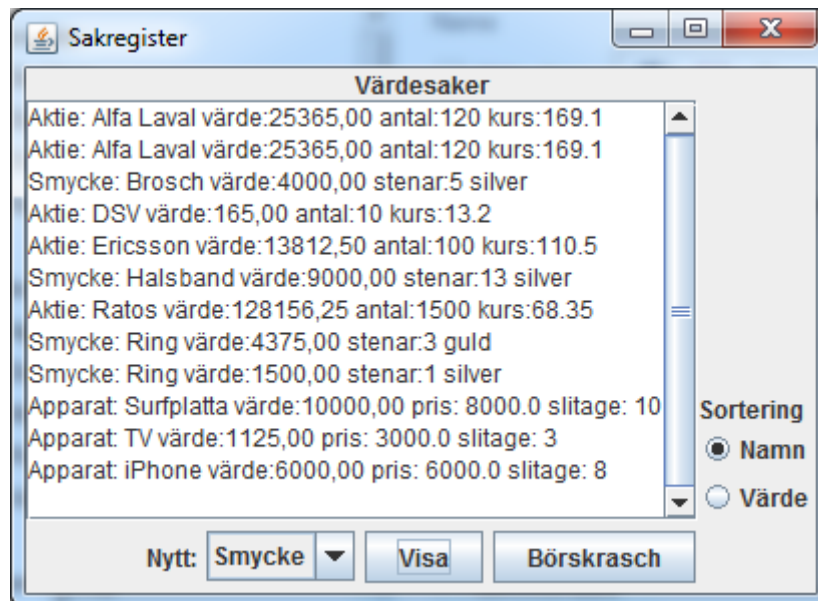 Sakregister
Värdesaker
Aktie: Alfa Laval värde:25365,00 antal:120 kurs:169.1
Aktie: Alfa Laval värde:25365,00 antal:120 kurs:169.1
Smycke: Brosch värde:4000,00 stenar:5 silver
Aktie: DSV värde:165,00 antal:10 kurs:13.2
Aktie: Ericsson värde:13812,50 antal:100 kurs:110.5
Smycke: Halsband värde:9000,00 stenar:13 silver
Aktie: Ratos värde:128156,25 antal:1500 kurs:68.35
Smycke: Ring värde:4375,00 stenar:3 guld
Smycke: Ring värde:1500,00 stenar:1 silver
Apparat: Surfplatta värde:10000,00 pris: 8000.0 slitage: 10
Apparat: TV värde:1125,00 pris: 3000.0 slitage: 3
Apparat: iPhone värde:6000,00 pris: 6000.0 slitage: 8
Sortering
Namn
Värde
Nytt: Smycke Visa Börskrasch